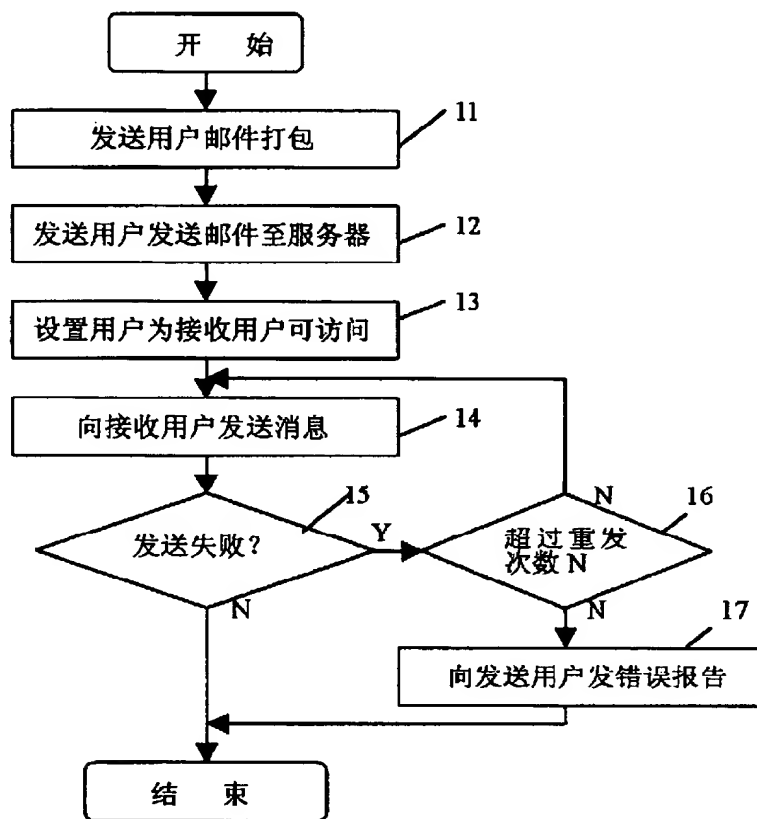 开 始
发送用户邮件打包
11
发送用户发送邮件至服务器
12
设置用户为接收用户可访问
13
向接收用户发送消息
14
发送失败?
15
Y
N
超过重发
次数 N
16
N
N
向发送用户发错误报告
17
结 束